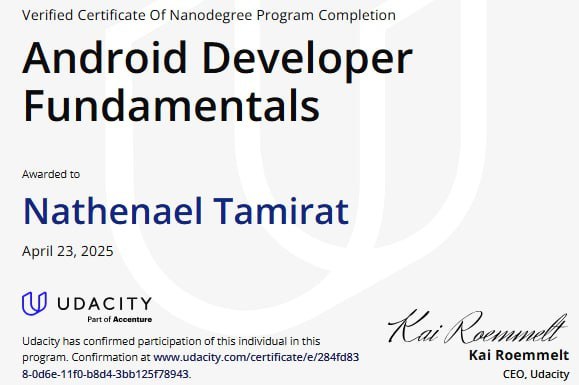 Verified Certificate Of Nanodegree Program Completion
Android Developer
Fundamentals
Awarded to
Nathenael Tamirat
April 23, 2025
UDACITY
Part of Accenture
Udacity has confirmed participation of this individual in this
program. Confirmation at www.udacity.com/certificate/e/284fd83
8-0d6e-11f0-b8d4-3bb125f78943.
Kai Roemmelt
Kai Roemmelt
CEO, Udacity